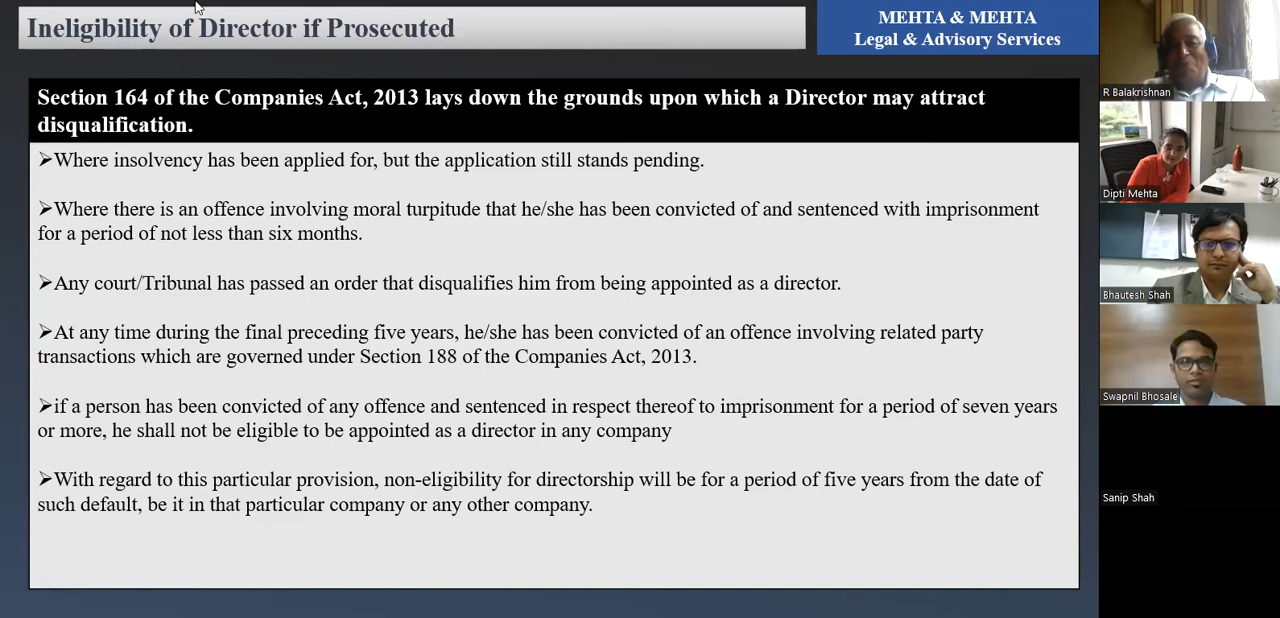 Ineligibility of Director if Prosecuted
MEHTA & MEHTA
Legal & Advisory Services
Section 164 of the Companies Act, 2013 lays down the grounds upon which a Director may attract
disqualification.
➢Where insolvency has been applied for, but the application still stands pending.
➢Where there is an offence involving moral turpitude that he/she has been convicted of and sentenced with imprisonment
for a period of not less than six months.
➢Any court/Tribunal has passed an order that disqualifies him from being appointed as a director.
➢At any time during the final preceding five years, he/she has been convicted of an offence involving related party
transactions which are governed under Section 188 of the Companies Act, 2013.
➢if a person has been convicted of any offence and sentenced in respect thereof to imprisonment for a period of seven years
or more, he shall not be eligible to be appointed as a director in any company
➢With regard to this particular provision, non-eligibility for directorship will be for a period of five years from the date of
such default, be it in that particular company or any other company.
R Balakrishnan
Dipti Mehta
Bhautesh Shah
Swapnil Bhosale
Sanip Shah